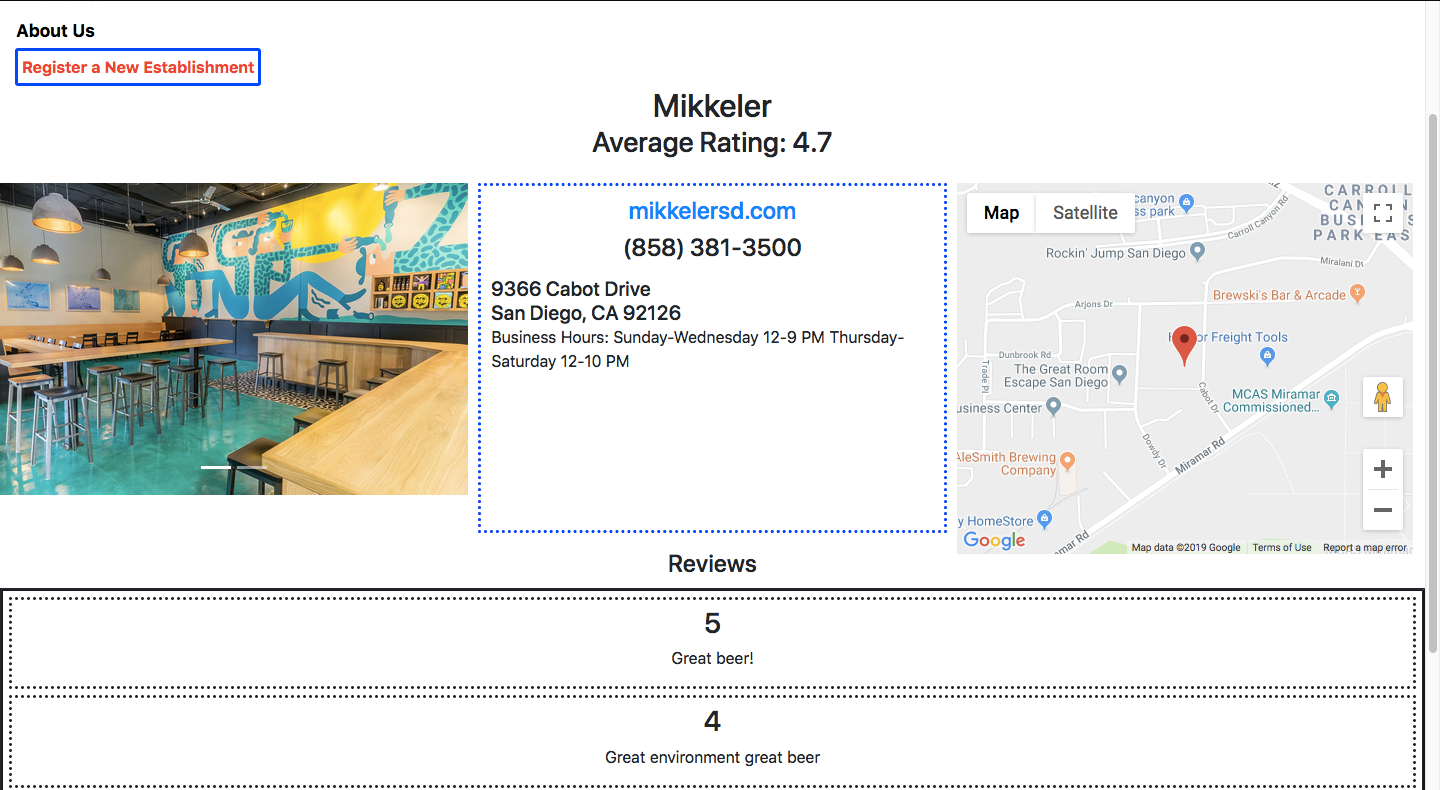 About Us
Register a New Establishment
Mikkeler
Average Rating: 4.7
mikkelersd.com
(858) 381-3500
9366 Cabot Drive
San Diego, CA 92126
Business Hours: Sunday-Wednesday 12-9 PM Thursday-
Saturday 12-10 PM
Map
Satellite
canyon
ss park
CARROLL
CANYON
BUSINESS
PARK EAS
Carroll Canyon Rd
Rockin' Jump San Diego
Miralani Dr
Brewski's Bar & Arcade
Arjons Dr
or Freight Tools
Dunbrook Rd
Trade Pl
The Great Room
Escape San Diego
Cabot Dr
MCAS Miramar
Commissioned...
usiness Center
Dowdy Dr
Miramar Rd
AleSmith Brewing
Company
y HomeStore
amar Rd
Google
Map data ©2019 Google
Terms of Use
Report a map error
Reviews
5
Great beer!
4
Great environment great beer